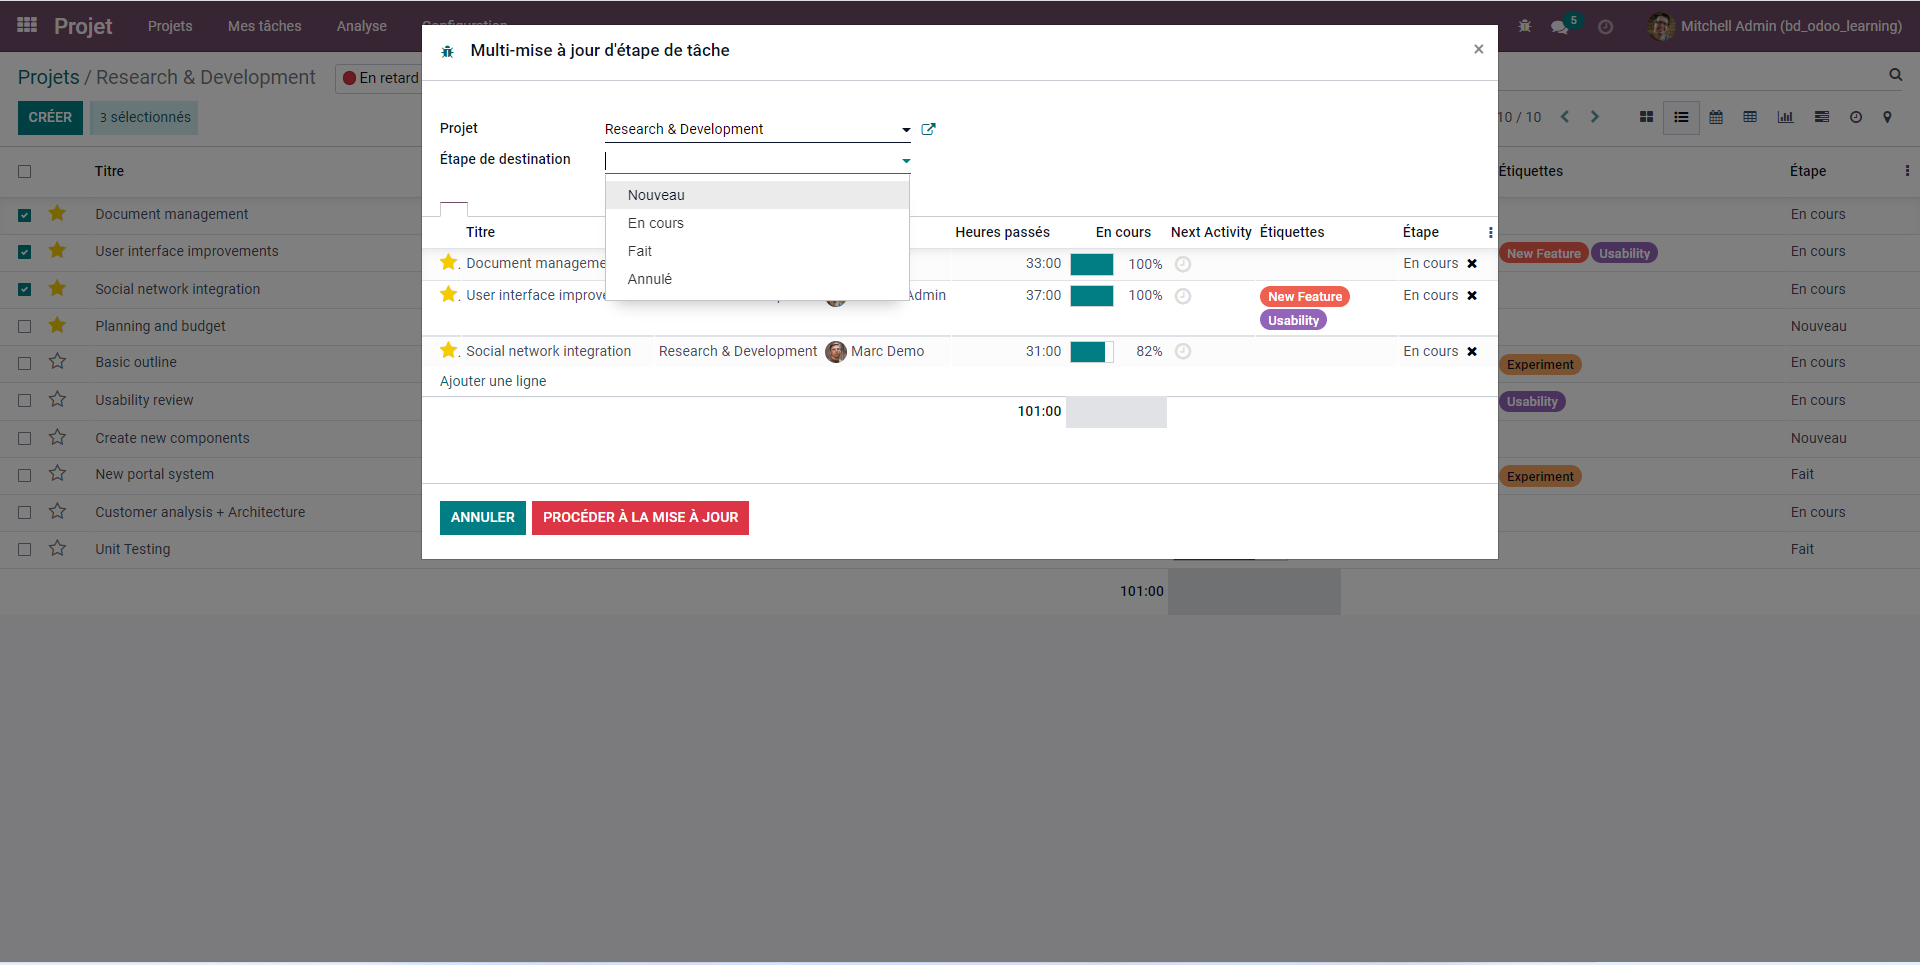 Projet Projets Mes tâches Analyse Configuration 5 Mitchell Admin (bd_odoo_learning)
Multi-mise à jour d'étape de tâche ×
Projets / Research & Development En retard
CRÉER 3 sélectionnés 10 / 10
Projet Research & Development
Étape de destination
Titre Étiquettes Étape
Nouveau
En cours
Fait
Annulé
Titre Heures passés En cours Next Activity Étiquettes Étape
Document manageme 33:00 100% En cours
User interface improve Admin 37:00 100% New Feature En cours
Usability
Social network integration Research & Development Marc Demo 31:00 82% En cours
Ajouter une ligne
101:00
ANNULER PROCÉDER À LA MISE À JOUR
Document management En cours
User interface improvements New Feature Usability En cours
Social network integration En cours
Planning and budget Nouveau
Basic outline Experiment En cours
Usability review Usability En cours
Create new components Nouveau
New portal system Experiment Fait
Customer analysis + Architecture En cours
Unit Testing Fait
101:00